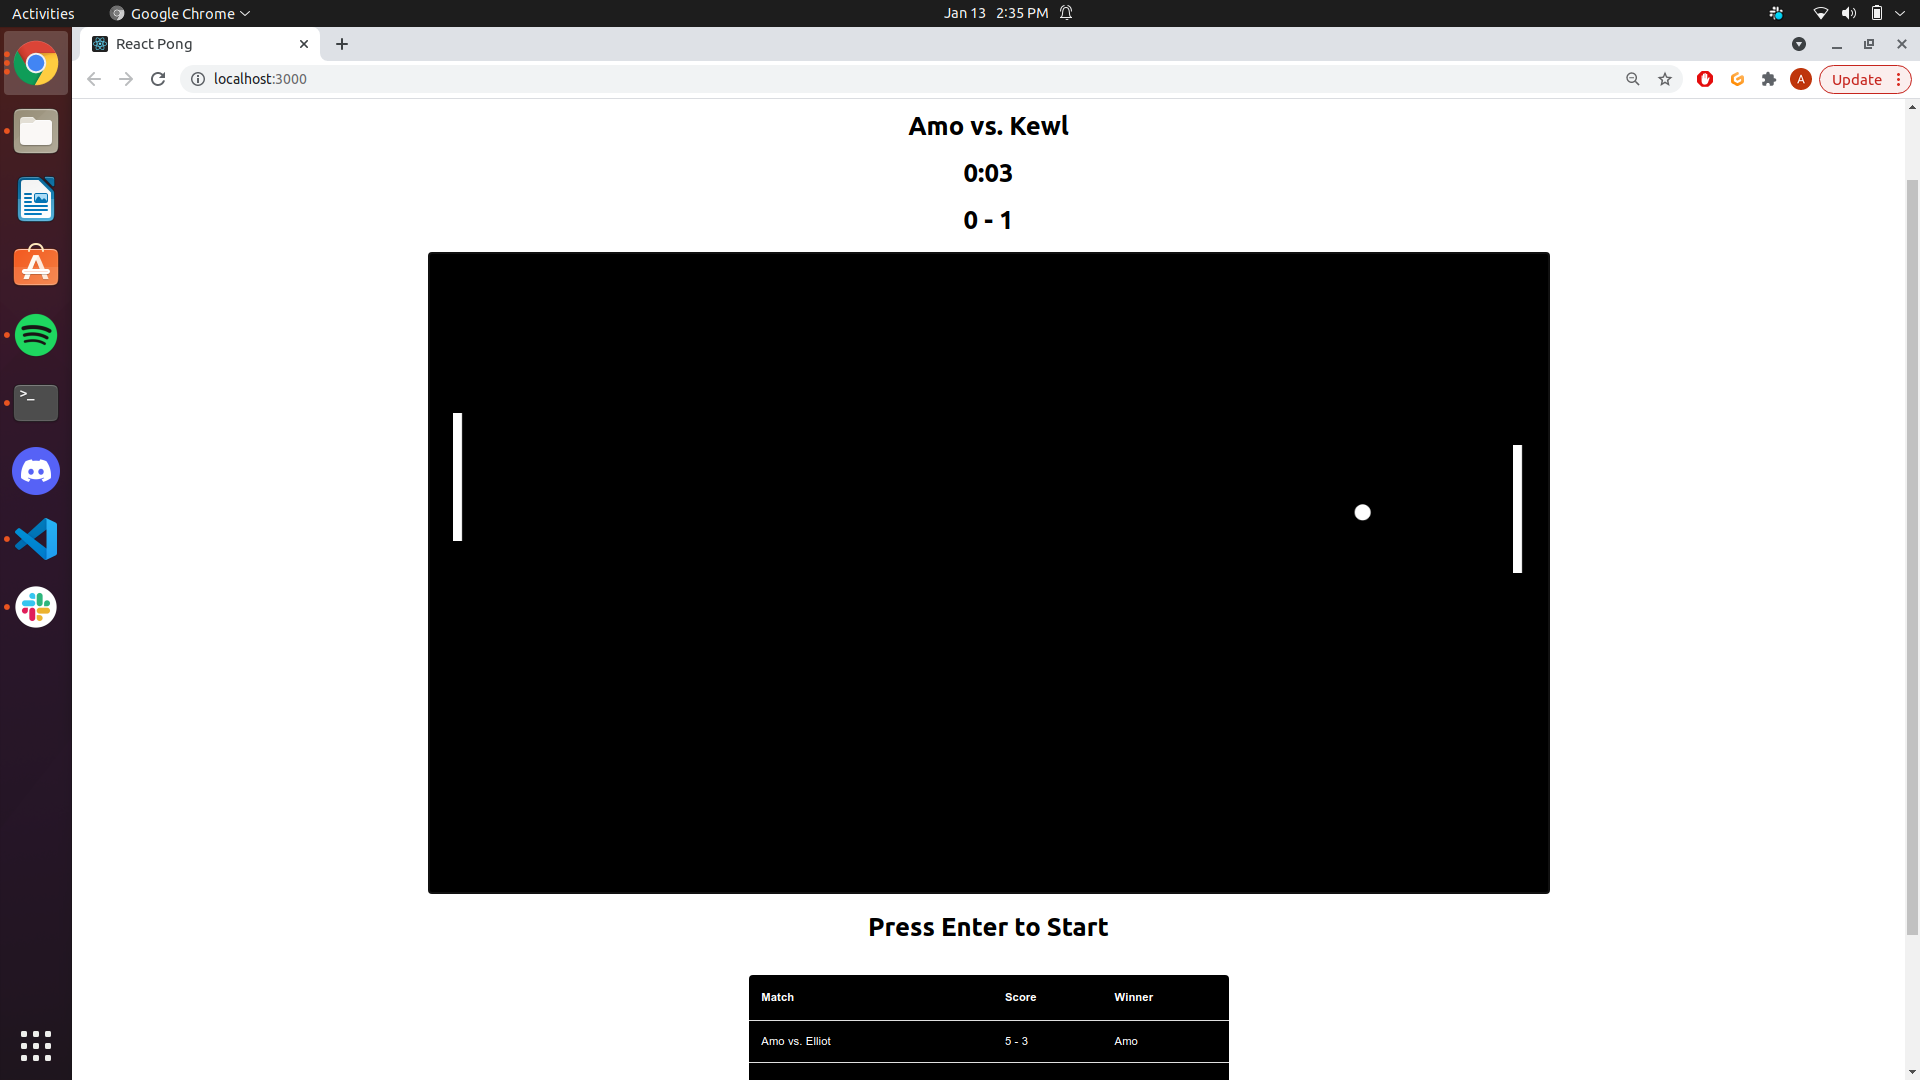 Activities
Google Chrome
Jan 13 2:35 PM
React Pong
localhost:3000
A
Update
Amo vs. Kewl
0:03
0 - 1
>_
Press Enter to Start
Match Score Winner
Amo vs. Elliot 5 - 3 Amo